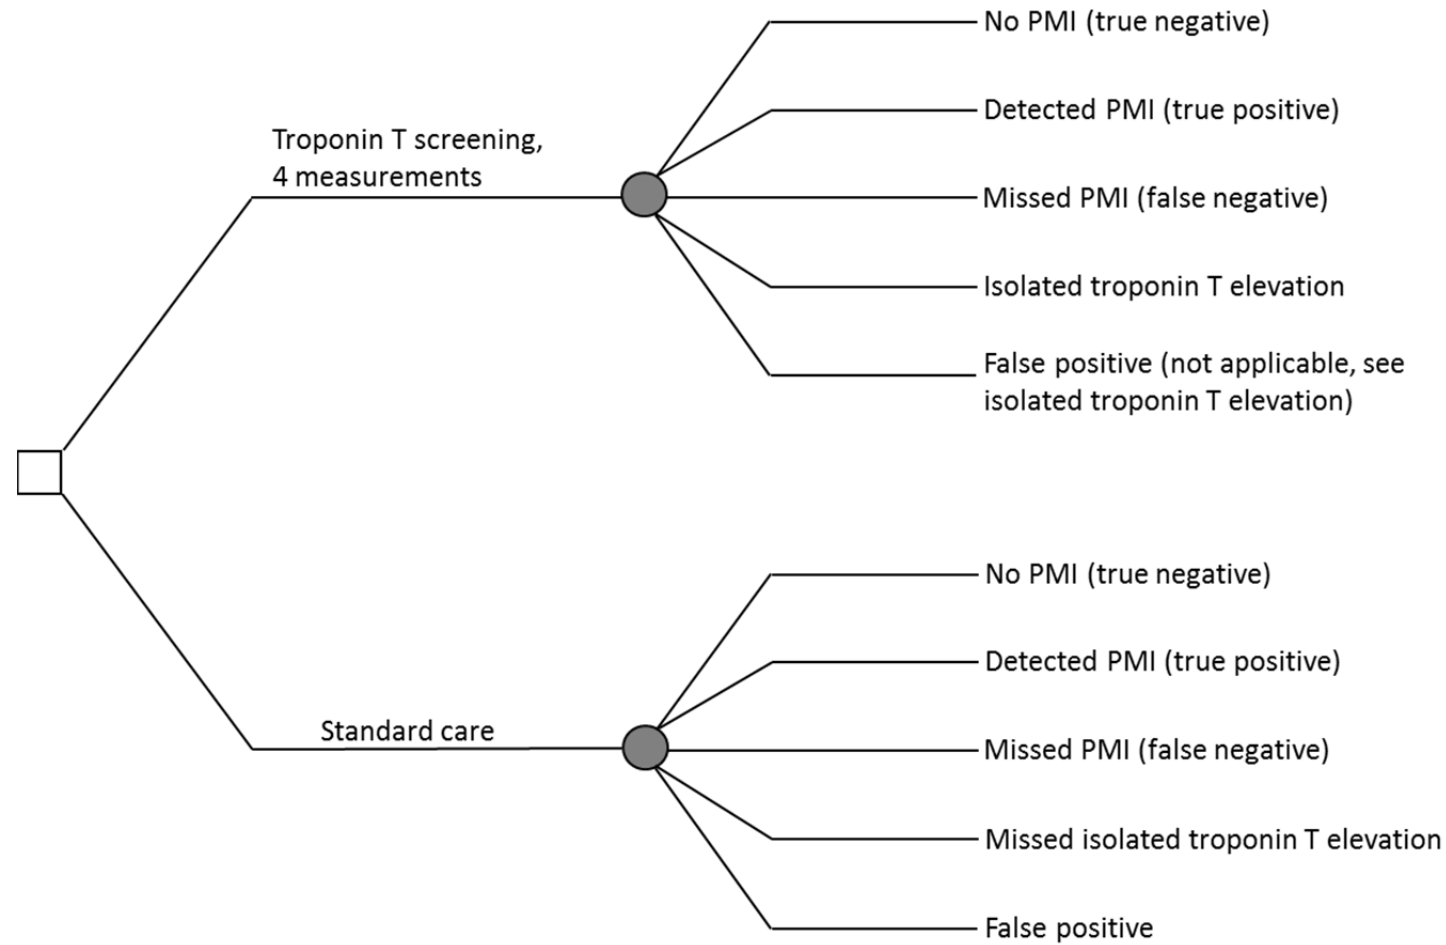 No PMI (true negative)
Detected PMI (true positive)
Troponin T screening,
4 measurements
Missed PMI (false negative)
Isolated troponin T elevation
False positive (not applicable, see
isolated troponin T elevation)
No PMI (true negative)
Detected PMI (true positive)
Standard care
Missed PMI (false negative)
Missed isolated troponin T elevation
False positive